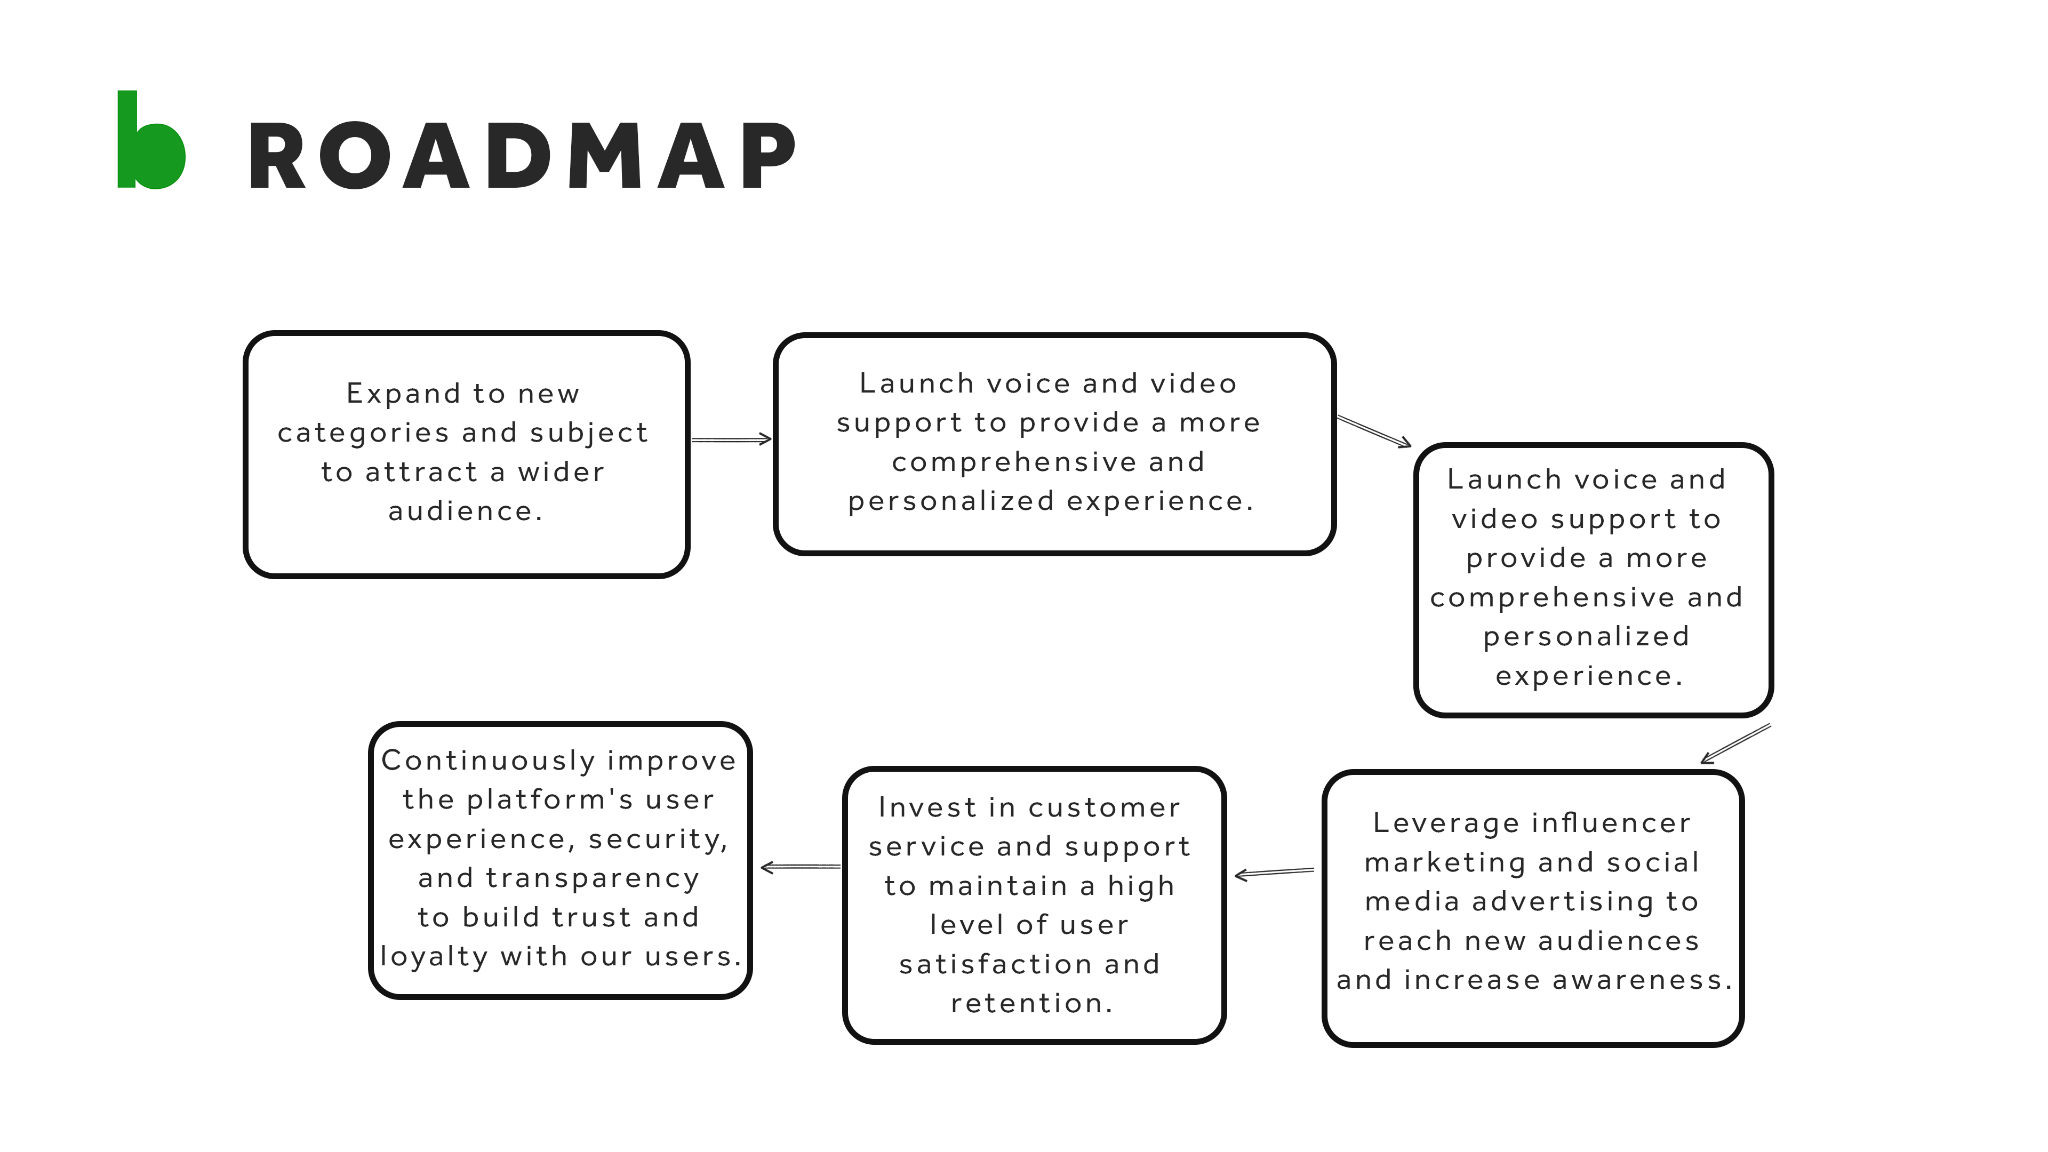 b ROADMAP
Expand to new
categories and subject
to attract a wider
audience.
Launch voice and video
support to provide a more
comprehensive and
personalized experience.
Launch voice and
video support to
provide a more
comprehensive and
personalized
experience.
Leverage influencer
marketing and social
media advertising to
reach new audiences
and increase awareness.
Invest in customer
service and support
to maintain a high
level of user
satisfaction and
retention.
Continuously improve
the platform's user
experience, security,
and transparency
to build trust and
loyalty with our users.